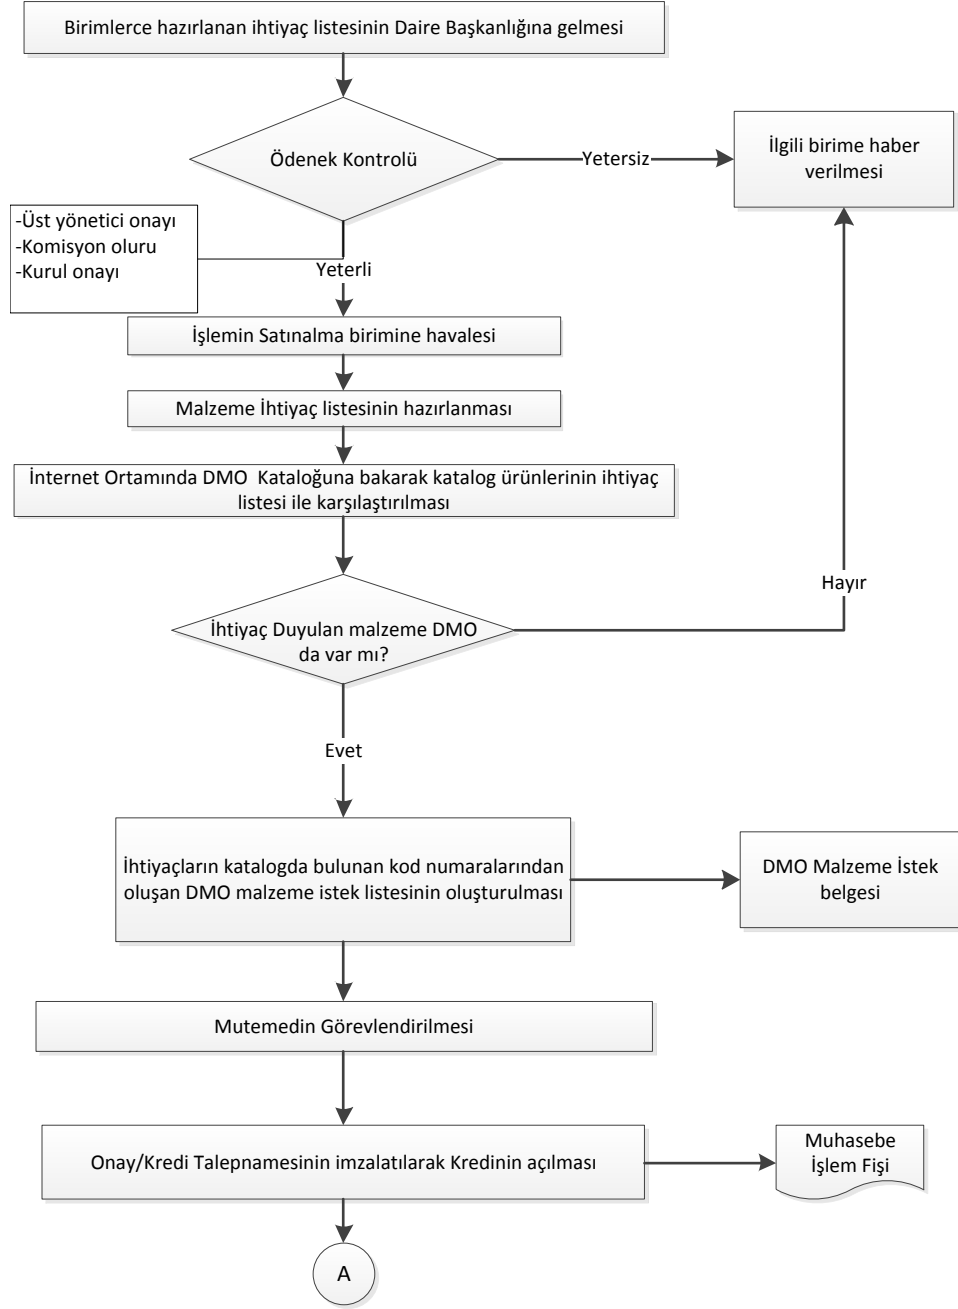 Birimlerce hazırlanan ihtiyaç listesinin Daire Başkanlığına gelmesi
Ödenek Kontrolü
Yetersiz
İlgili birime haber
verilmesi
-Üst yönetici onayı
-Komisyon oluru
-Kurul onayı
Yeterli
İşlemin Satınalma birimine havalesi
Malzeme İhtiyaç listesinin hazırlanması
İnternet Ortamında DMO Kataloğuna bakarak katalog ürünlerinin ihtiyaç
listesi ile karşılaştırılması
Hayır
İhtiyaç Duyulan malzeme DMO
da var mı?
Evet
İhtiyaçların katalogda bulunan kod numaralarından
oluşan DMO malzeme istek listesinin oluşturulması
DMO Malzeme İstek
belgesi
Mutemedin Görevlendirilmesi
Onay/Kredi Talepnamesinin imzalatılarak Kredinin açılması
Muhasebe
İşlem Fişi
A